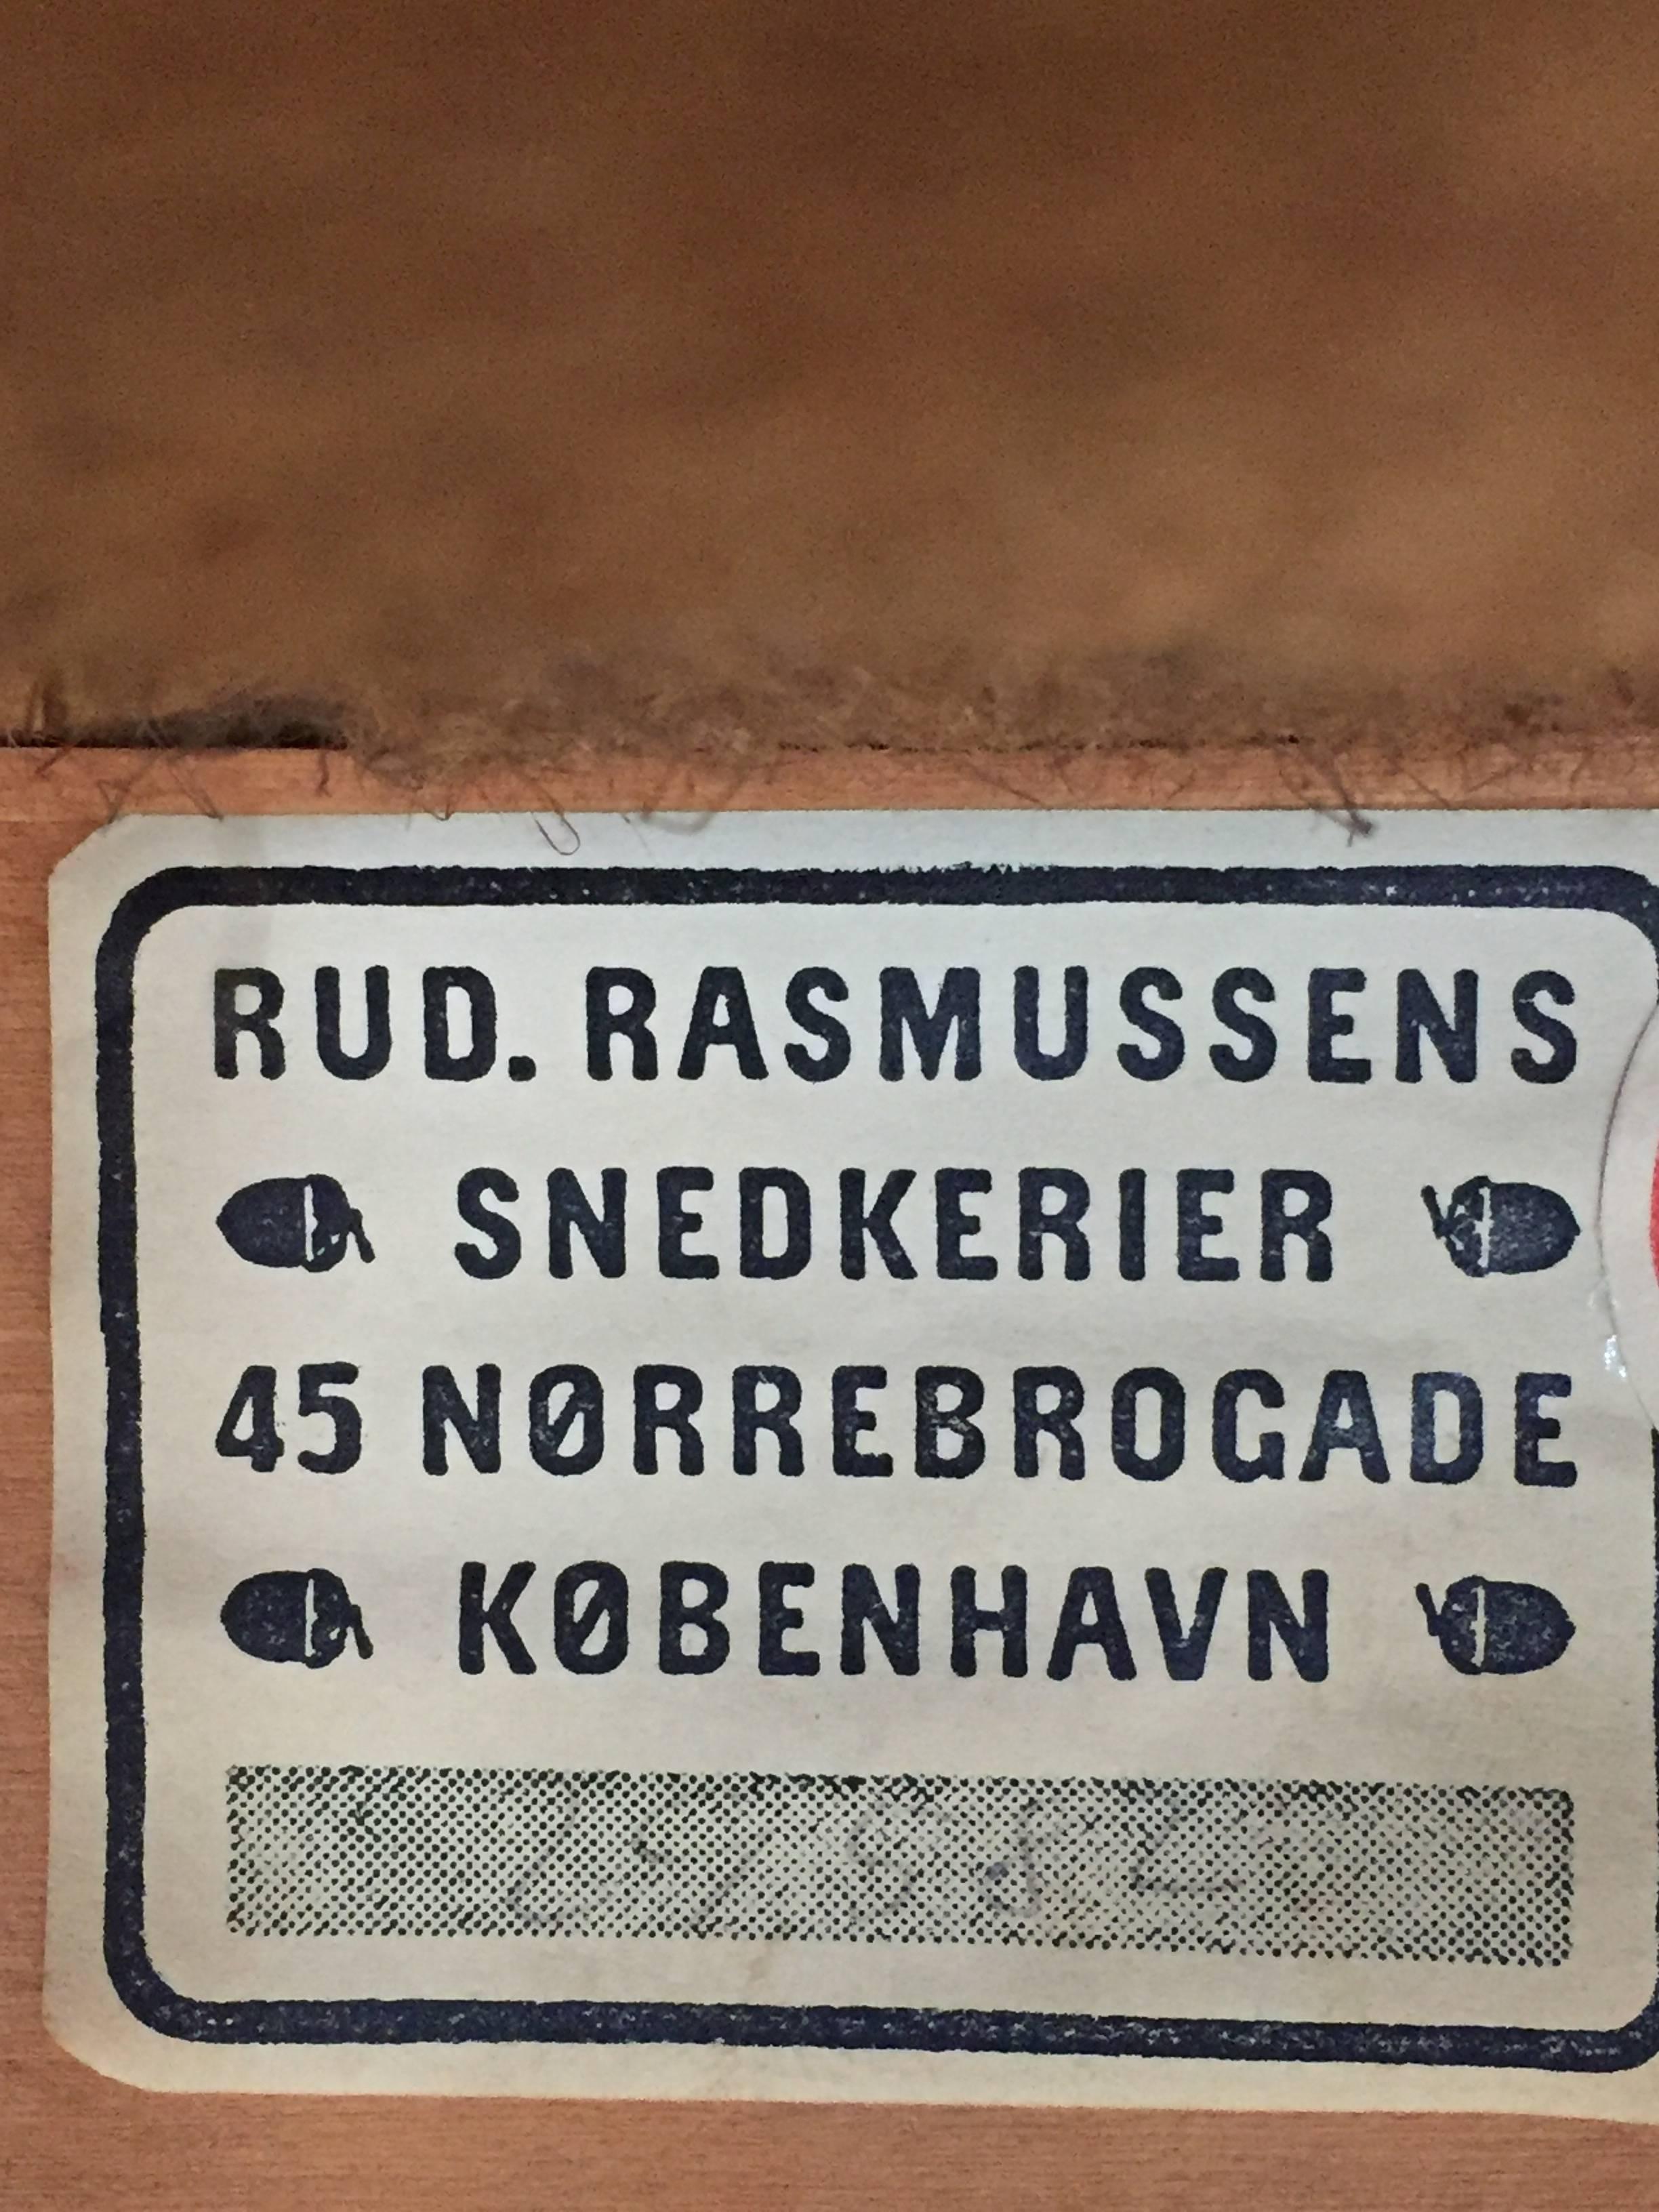 RUD. RASMUSSENS
SNEDKERIER
45 NØRREBROGADE
KØBENHAVN